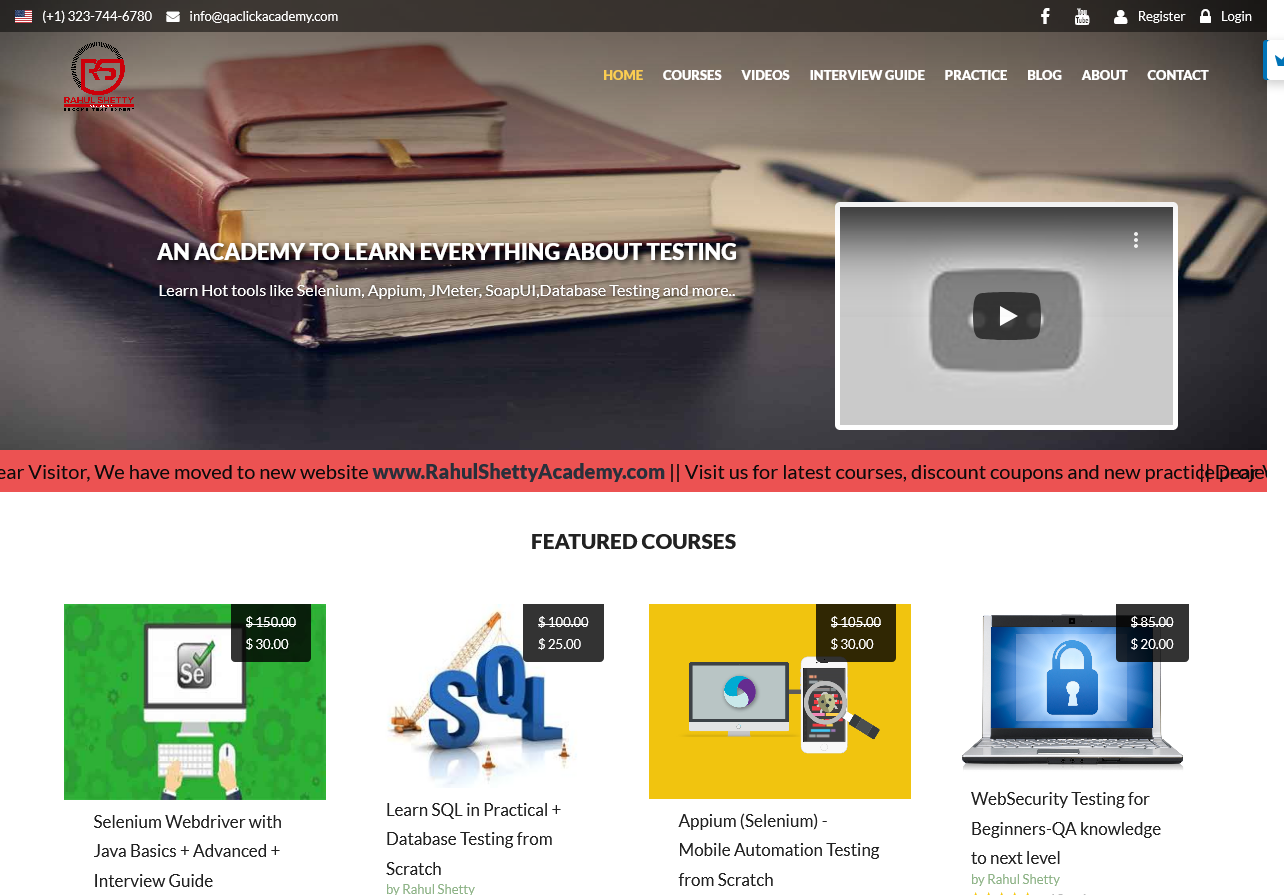 (+1) 323-744-6780 info@qaclickacademy.com Register Login
RAHUL SHETTY
HOME COURSES VIDEOS INTERVIEW GUIDE PRACTICE BLOG ABOUT CONTACT
AN ACADEMY TO LEARN EVERYTHING ABOUT TESTING
Learn Hot tools like Selenium, Appium, JMeter, SoapUI,Database Testing and more..
ear Visitor, We have moved to new website www.RahulShettyAcademy.com || Visit us for latest courses, discount coupons and new practice
FEATURED COURSES
$ 150.00
$ 30.00
Se
Selenium Webdriver with
Java Basics + Advanced +
Interview Guide
$ 100.00
$ 25.00
SQL
Learn SQL in Practical +
Database Testing from
Scratch
by Rahul Shetty
$ 105.00
$ 30.00
Appium (Selenium) -
Mobile Automation Testing
from Scratch
$ 85.00
$ 20.00
WebSecurity Testing for
Beginners-QA knowledge
to next level
by Rahul Shetty